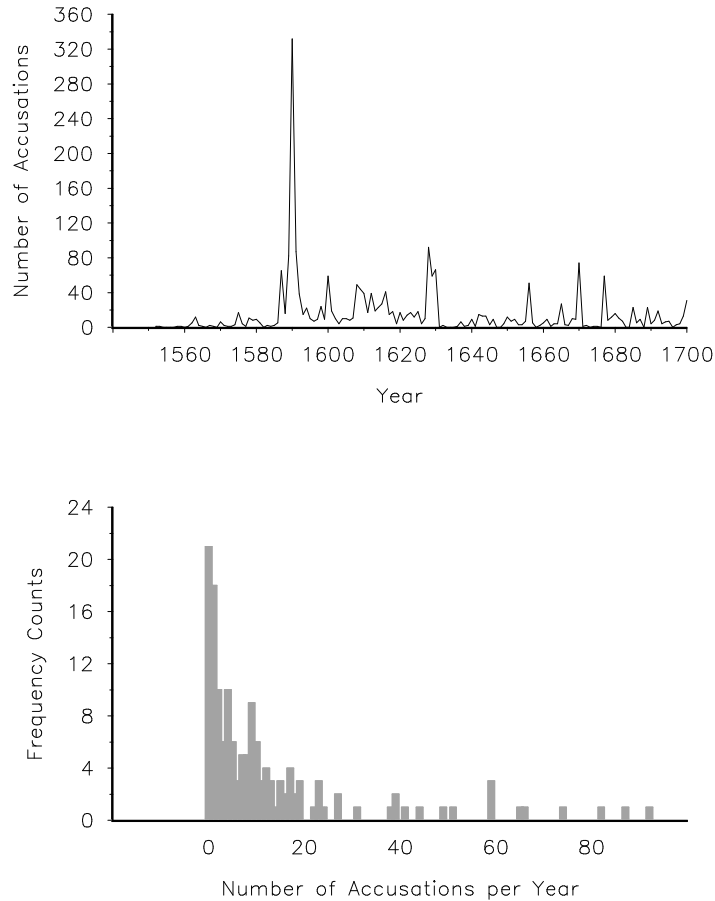 360
320
280
240
200
160
120
80
40
0
Number of Accusations
1560 1580 1600 1620 1640 1660 1680 1700
Year
24
20
16
12
8
4
0
Frequency Counts
0 20 40 60 80
Number of Accusations per Year